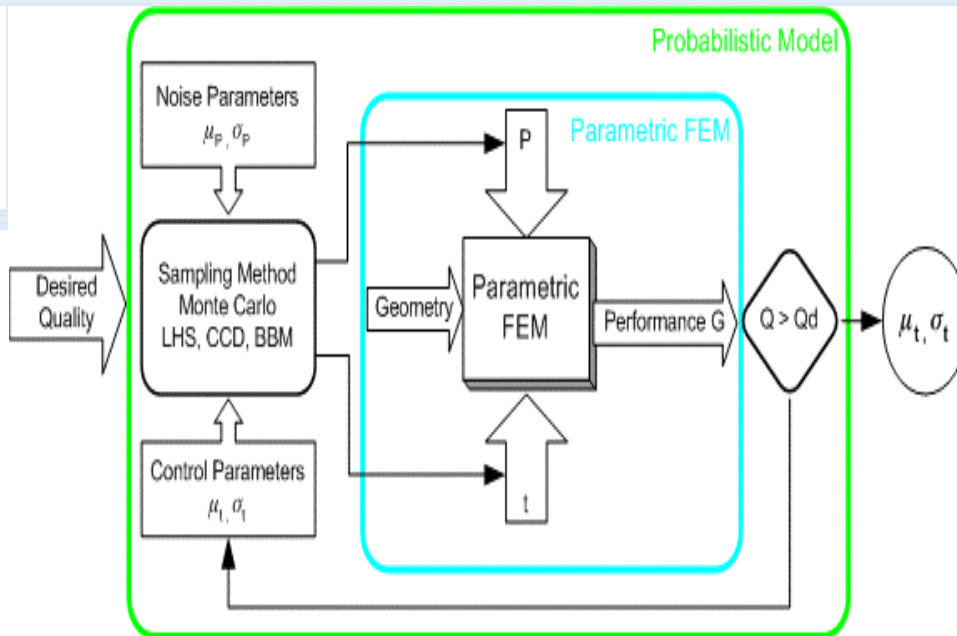 Probabilistic Model
Noise Parameters
μP, σP
Parametric FEM
P
Desired
Quality
Sampling Method
Monte Carlo
LHS, CCD, BBM
Geometry
Parametric
FEM
Performance G
Q > Qd
μt, σt
Control Parameters
μt, σt
t